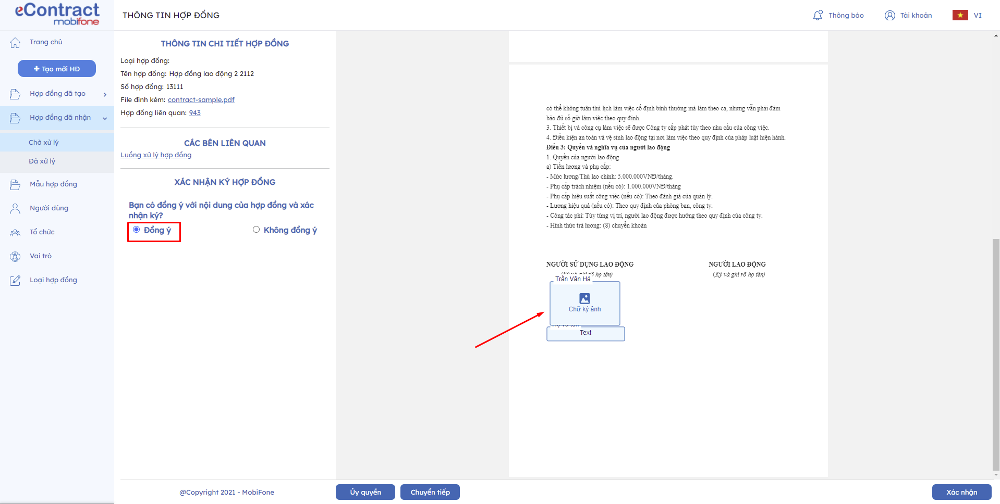 eContract
mobifone
THÔNG TIN HỢP ĐỒNG
Thông báo
Tài khoản
VI
Trang chủ
Tạo mới HĐ
Hợp đồng đã tạo
Hợp đồng đã nhận
Chờ xử lý
Đã xử lý
Mẫu hợp đồng
Người dùng
Tổ chức
Vai trò
Loại hợp đồng
THÔNG TIN CHI TIẾT HỢP ĐỒNG
Loại hợp đồng:
Tên hợp đồng: Hợp đồng lao động 2 2112
Số hợp đồng: 13111
File đính kèm: contract-sample.pdf
Hợp đồng liên quan: 943
CÁC BÊN LIÊN QUAN
Luồng xử lý hợp đồng
XÁC NHẬN KÝ HỢP ĐỒNG
Bạn có đồng ý với nội dung của hợp đồng và xác
nhận ký?
Đồng ý
Không đồng ý
có thể không tuân thủ lịch làm việc cố định bình thường mà làm theo ca, nhưng vẫn phải đảm
bảo đủ số giờ làm việc theo quy định.
3. Thiết bị và công cụ làm việc sẽ được Công ty cấp phát tùy theo nhu cầu của công việc.
4. Điều kiện an toàn và vệ sinh lao động tại nơi làm việc theo quy định của pháp luật hiện hành.
Điều 3: Quyền và nghĩa vụ của người lao động
1. Quyền của người lao động
a) Tiền lương và phụ cấp:
- Mức lương/Thù lao chính: 5.000.000VNĐ/tháng.
- Phụ cấp trách nhiệm (nếu có): 1.000.000VNĐ/tháng
- Phụ cấp hiệu suất công việc (nếu có): Theo đánh giá của quản lý.
- Lương hiệu quả (nếu có): Theo quy định của phòng ban, công ty.
- Công tác phí: Tùy từng vị trí, người lao động được hưởng theo quy định của công ty.
- Hình thức trả lương: (8) chuyển khoản
NGƯỜI SỬ DỤNG LAO ĐỘNG
NGƯỜI LAO ĐỘNG
(Ký và ghi rõ họ tên)
(Ký và ghi rõ họ tên)
Trần Văn Hà
Chữ ký ảnh
Text
@Copyright 2021 - MobiFone
Ủy quyền
Chuyển tiếp
Xác nhận